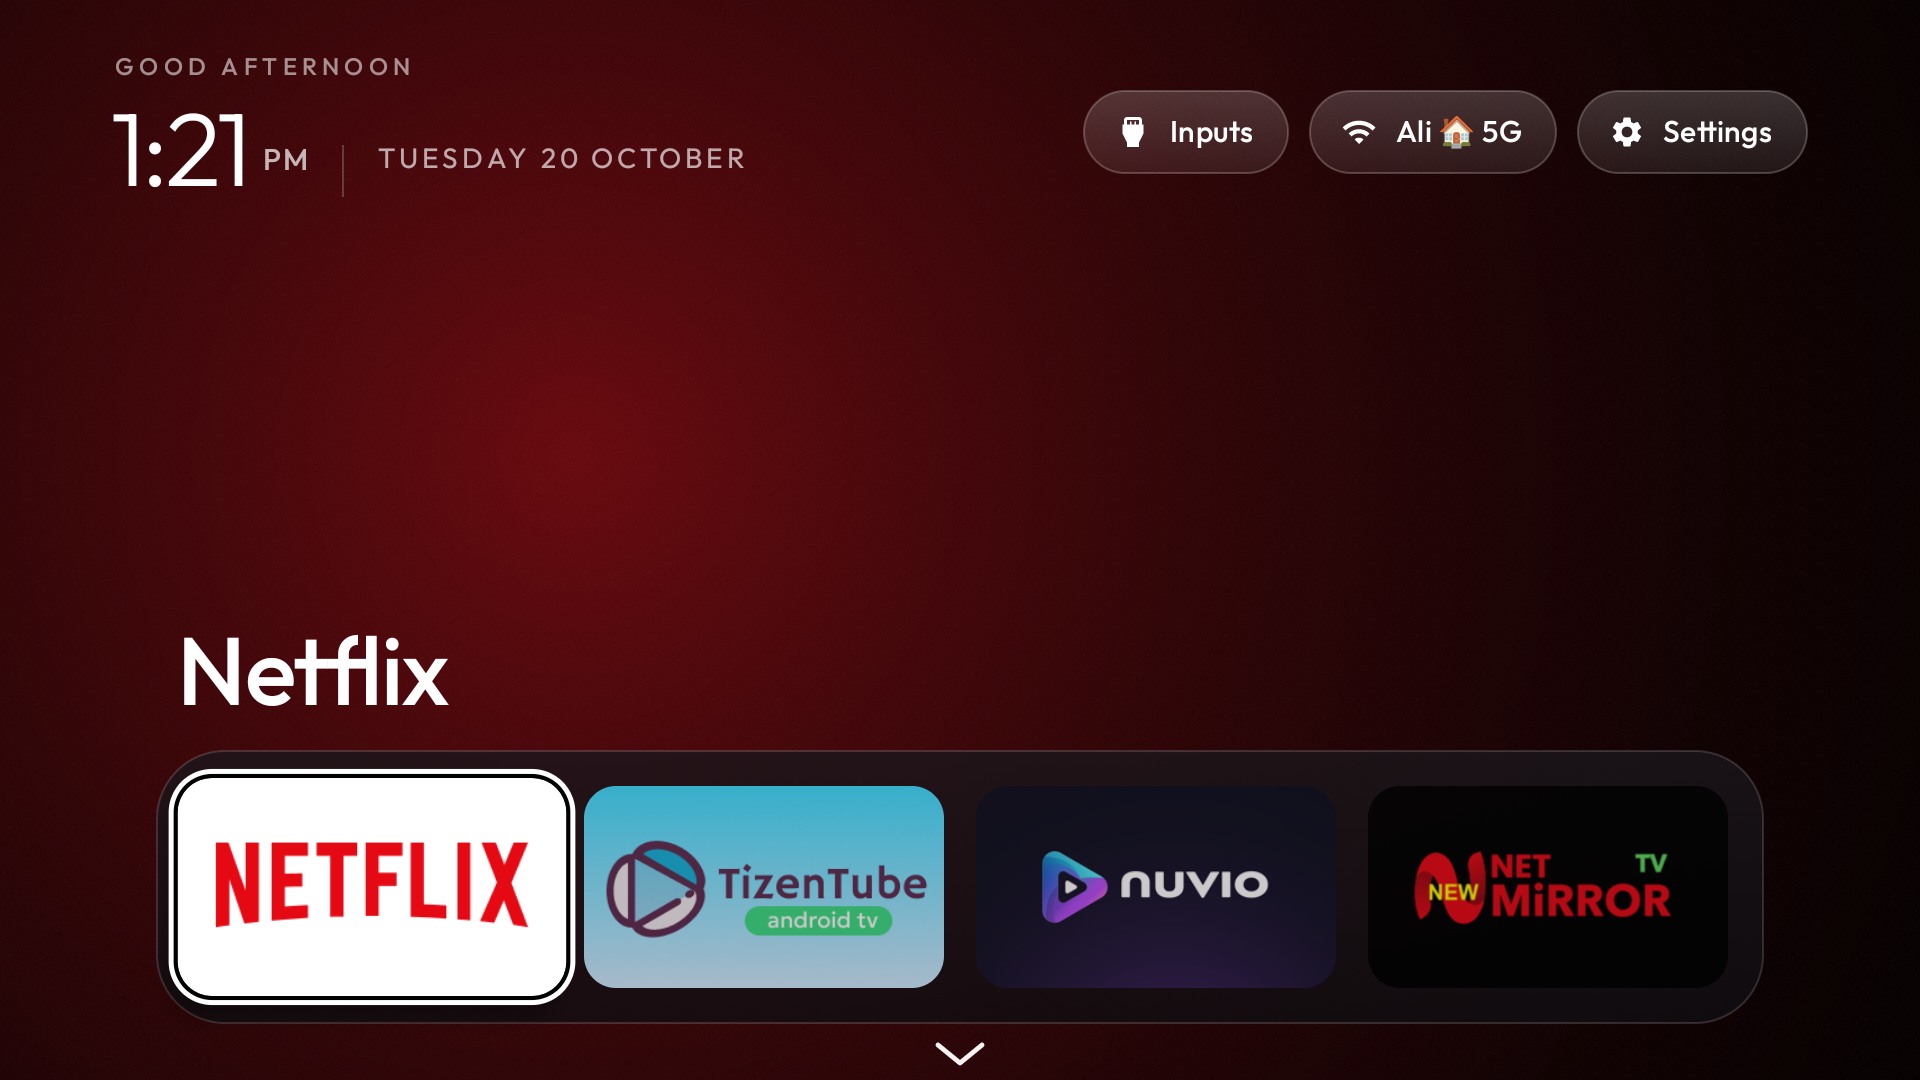 GOOD AFTERNOON
1:21 PM
TUESDAY 20 OCTOBER
Inputs
Ali 🏠 5G
Settings
Netflix
NETFLIX
TizenTube
android tv
nuvio
NEW
NET TV
MiRROR